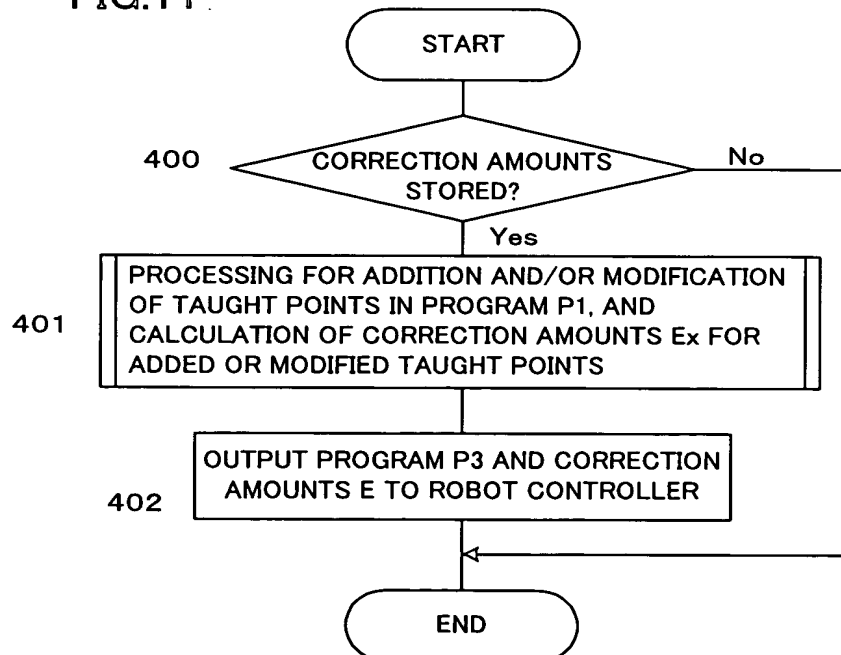 START
400
CORRECTION AMOUNTS
STORED?
No
Yes
401
PROCESSING FOR ADDITION AND/OR MODIFICATION
OF TAUGHT POINTS IN PROGRAM P1, AND
CALCULATION OF CORRECTION AMOUNTS Ex FOR
ADDED OR MODIFIED TAUGHT POINTS
402
OUTPUT PROGRAM P3 AND CORRECTION
AMOUNTS E TO ROBOT CONTROLLER
END